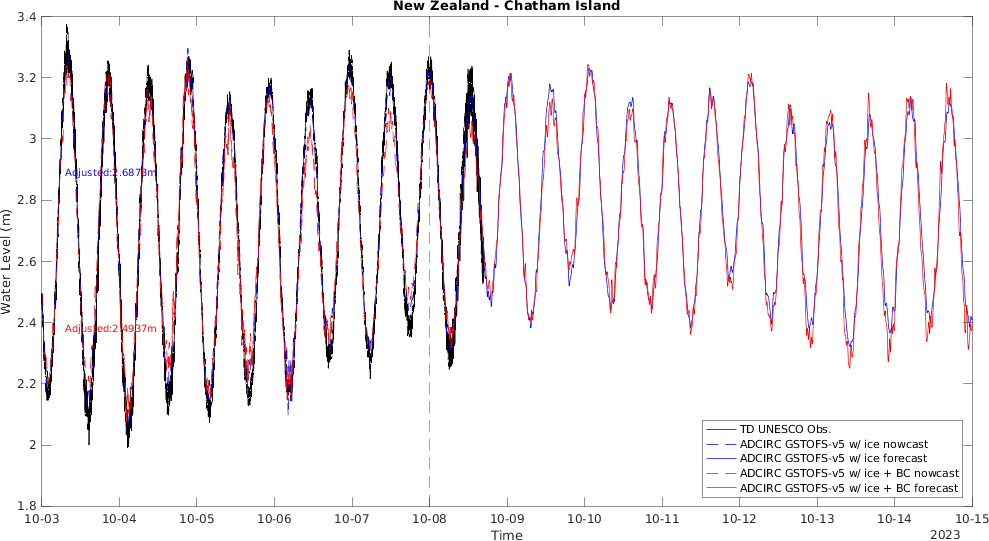 New Zealand - Chatham Island
3.4
3.2
3
2.8
2.6
2.4
2.2
2
1.8
Water Level (m)
Adjusted:2.6873m
Adjusted:2.4937m
TD UNESCO Obs.
ADCIRC GSTOFS-v5 w/ ice nowcast
ADCIRC GSTOFS-v5 w/ ice forecast
ADCIRC GSTOFS-v5 w/ ice + BC nowcast
ADCIRC GSTOFS-v5 w/ ice + BC forecast
10-03 10-04 10-05 10-06 10-07 10-08 10-09 10-10 10-11 10-12 10-13 10-14 10-15
Time
2023